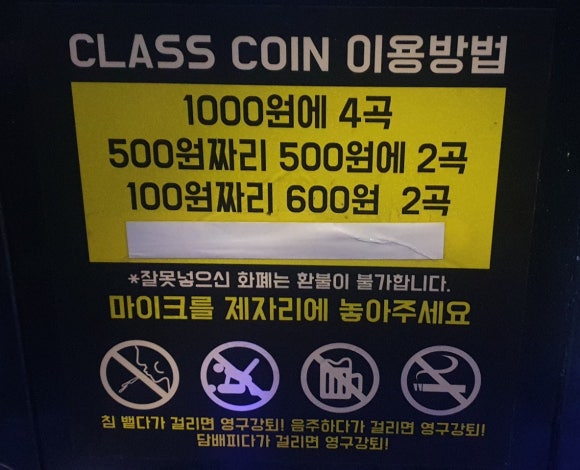 CLASS COIN 이용방법
1000원에 4곡
500원짜리 500원에 2곡
100원짜리 600원 2곡
*잘못넣으신 화폐는 환불이 불가합니다.
마이크를 제자리에 놓아주세요
침 뱉다가 걸리면 영구강퇴! 음주하다가 걸리면 영구강퇴!
담배피다가 걸리면 영구강퇴!